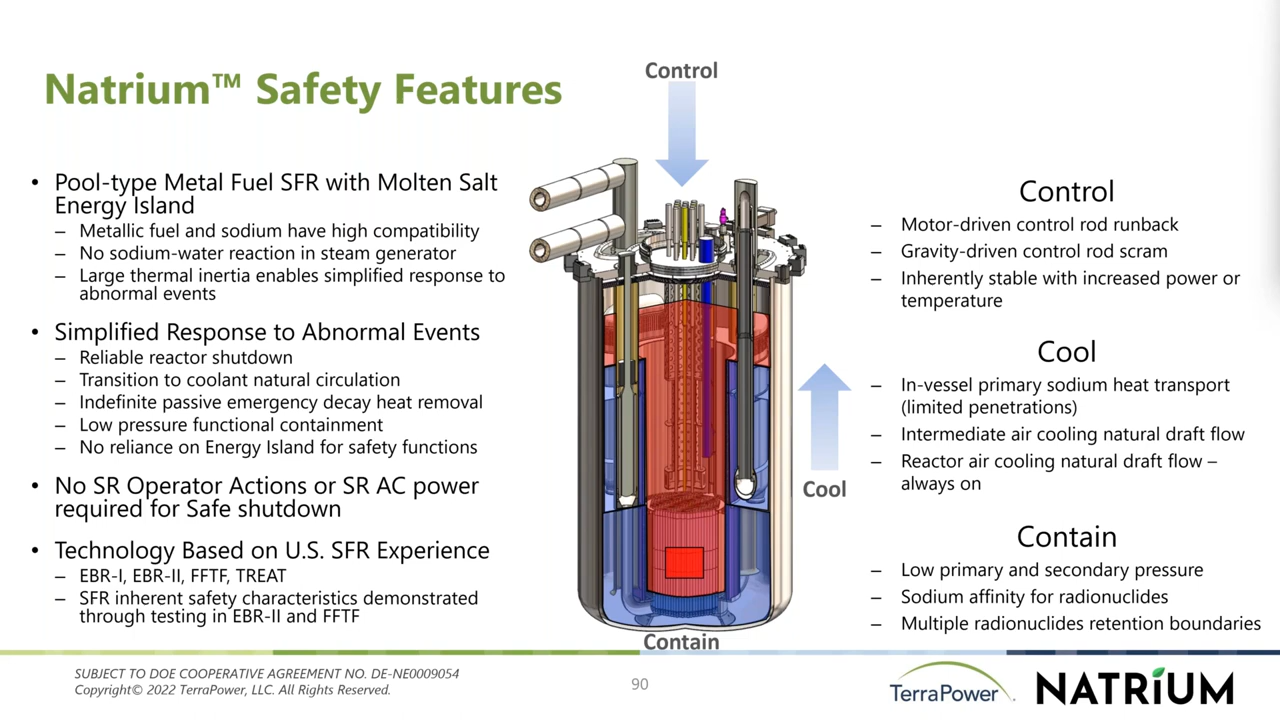 Natrium™ Safety Features
• Pool-type Metal Fuel SFR with Molten Salt
Energy Island
– Metallic fuel and sodium have high compatibility
– No sodium-water reaction in steam generator
– Large thermal inertia enables simplified response to
abnormal events
• Simplified Response to Abnormal Events
– Reliable reactor shutdown
– Transition to coolant natural circulation
– Indefinite passive emergency decay heat removal
– Low pressure functional containment
– No reliance on Energy Island for safety functions
• No SR Operator Actions or SR AC power
required for Safe shutdown
• Technology Based on U.S. SFR Experience
– EBR-I, EBR-II, FFTF, TREAT
– SFR inherent safety characteristics demonstrated
through testing in EBR-II and FFTF
Control
Cool
Contain
Control
– Motor-driven control rod runback
– Gravity-driven control rod scram
– Inherently stable with increased power or
temperature
Cool
– In-vessel primary sodium heat transport
(limited penetrations)
– Intermediate air cooling natural draft flow
– Reactor air cooling natural draft flow –
always on
Contain
– Low primary and secondary pressure
– Sodium affinity for radionuclides
– Multiple radionuclides retention boundaries
SUBJECT TO DOE COOPERATIVE AGREEMENT NO. DE-NE0009054
Copyright© 2022 TerraPower, LLC. All Rights Reserved.
90
TerraPower
NATRiUM